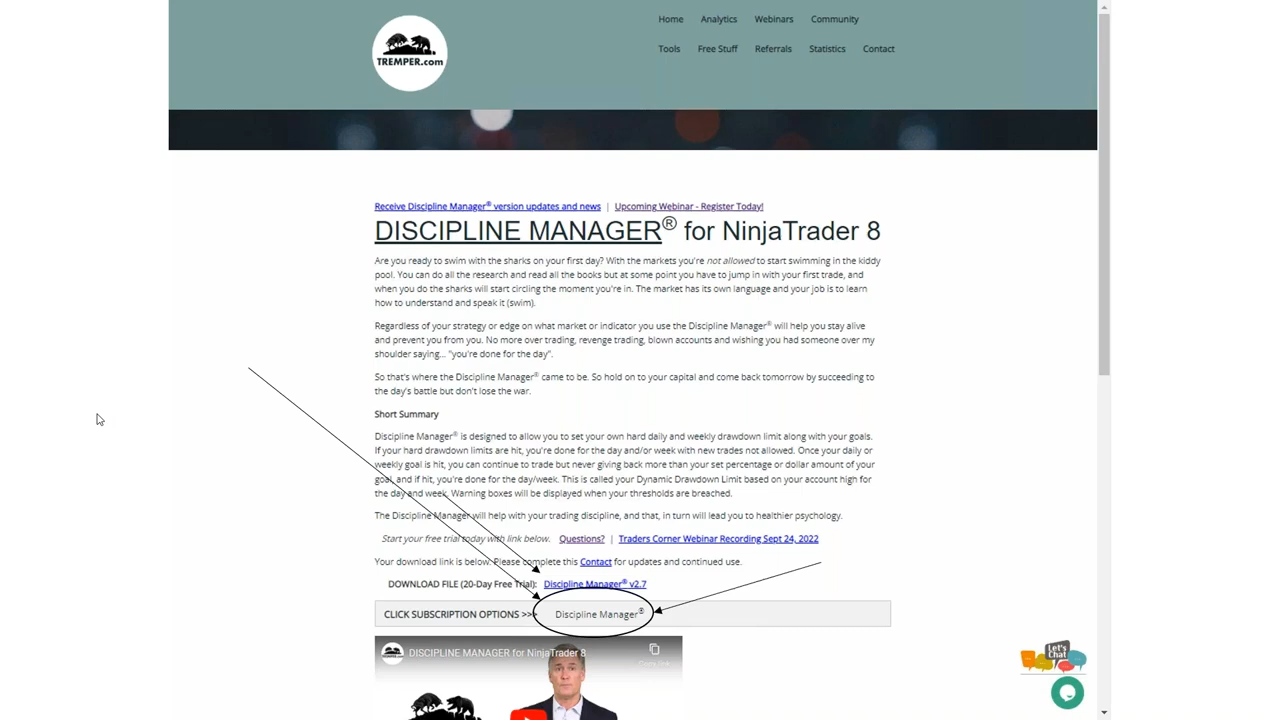 TREMPER.com
Home Analytics Webinars Community
Tools Free Stuff Referrals Statistics Contact
Receive Discipline Manager® version updates and news | Upcoming Webinar - Register Today!
DISCIPLINE MANAGER® for NinjaTrader 8
Are you ready to swim with the sharks on your first day? With the markets you're not allowed to start swimming in the kiddy
pool. You can do all the research and read all the books but at some point you have to jump in with your first trade, and
when you do the sharks will start circling the moment you're in. The market has its own language and your job is to learn
how to understand and speak it (swim).
Regardless of your strategy or edge on what market or indicator you use the Discipline Manager® will help you stay alive
and prevent you from you. No more over trading, revenge trading, blown accounts and wishing you had someone over my
shoulder saying... "you're done for the day".
So that's where the Discipline Manager® came to be. So hold on to your capital and come back tomorrow by succeeding to
the day's battle but don't lose the war.
Short Summary
Discipline Manager® is designed to allow you to set your own hard daily and weekly drawdown limit along with your goals.
If your hard drawdown limits are hit, you're done for the day and/or week with new trades not allowed. Once your daily or
weekly goal is hit, you can continue to trade but never giving back more than your set percentage or dollar amount of your
goal, and if hit, you're done for the day/week. This is called your Dynamic Drawdown Limit based on your account high for
the day and week. Warning boxes will be displayed when your thresholds are breached.
The Discipline Manager will help with your trading discipline, and that, in turn will lead you to healthier psychology.
Start your free trial today with link below. Questions? | Traders Corner Webinar Recording Sept 24, 2022
Your download link is below. Please complete this Contact for updates and continued use.
DOWNLOAD FILE (20-Day Free Trial): Discipline Manager® v2.7
CLICK SUBSCRIPTION OPTIONS >>> Discipline Manager®
DISCIPLINE MANAGER for NinjaTrader 8
Let's
Chat